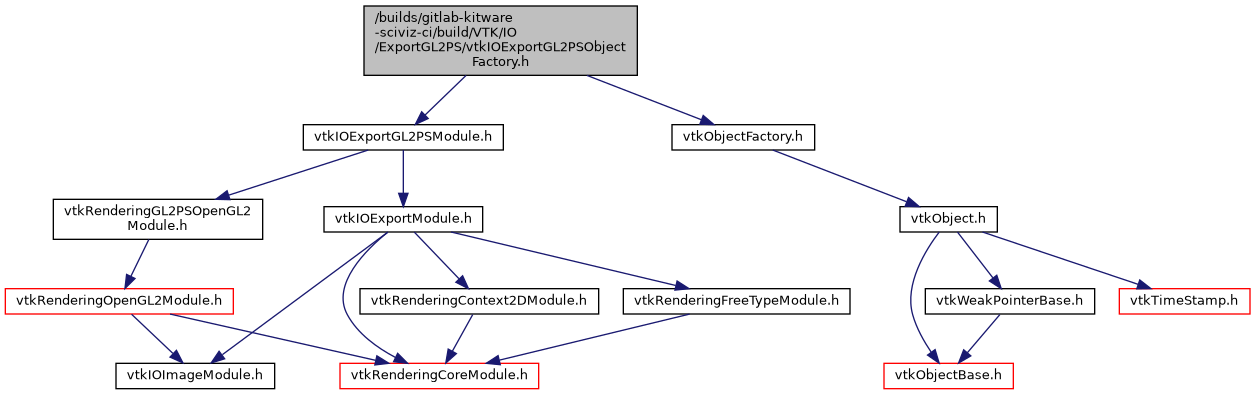 /builds/gitlab-kitware
-sciviz-ci/build/VTK/IO
/ExportGL2PS/vtkIOExportGL2PSObject
Factory.h
vtkIOExportGL2PSModule.h
vtkObjectFactory.h
vtkRenderingGL2PSOpenGL2
Module.h
vtkIOExportModule.h
vtkObject.h
vtkRenderingOpenGL2Module.h
vtkRenderingContext2DModule.h
vtkRenderingFreeTypeModule.h
vtkWeakPointerBase.h
vtkTimeStamp.h
vtkIOImageModule.h
vtkRenderingCoreModule.h
vtkObjectBase.h